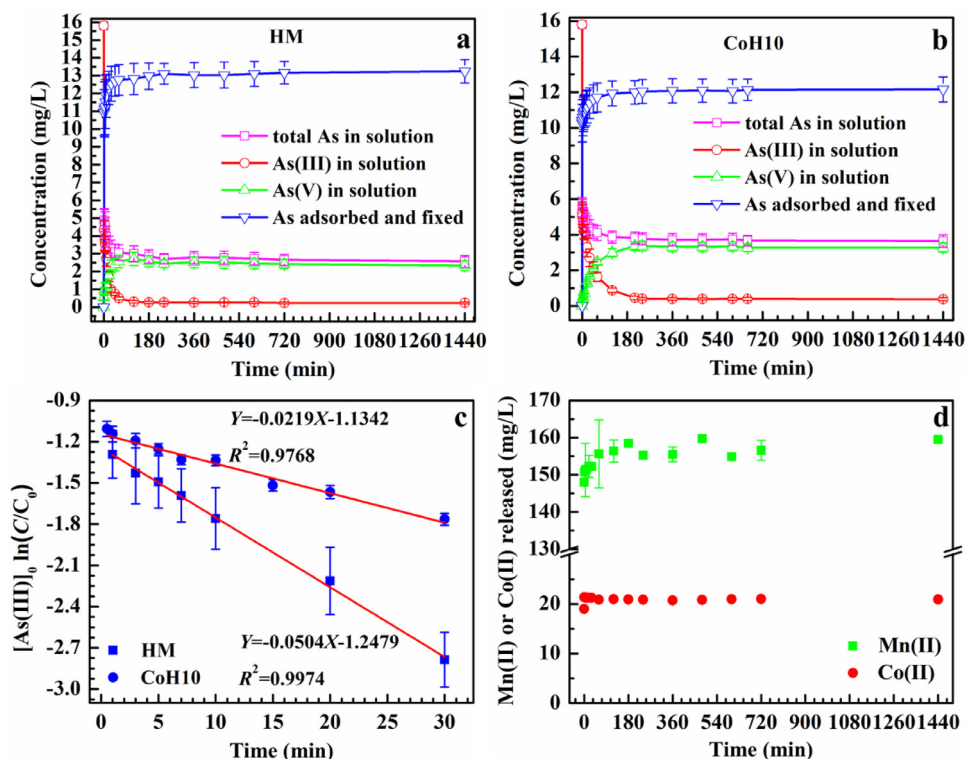 a
HM
16
15
14
13
12
11
10
9
8
7
6
5
4
3
2
1
0
Concentration (mg/L)
total As in solution
As(III) in solution
As(V) in solution
As adsorbed and fixed
0 180 360 540 720 900 1080 1260 1440
Time (min)
b
CoH10
16
14
12
10
8
6
4
2
0
Concentration (mg/L)
total As in solution
As(III) in solution
As(V) in solution
As adsorbed and fixed
0 180 360 540 720 900 1080 1260 1440
Time (min)
c
-0.9
-1.2
-1.5
-1.8
-2.1
-2.4
-2.7
-3.0
[As(III)]0 ln(C/C0)
Y=-0.0219X-1.1342
R2=0.9768
Y=-0.0504X-1.2479
R2=0.9974
HM
CoH10
0 5 10 15 20 25 30
Time (min)
d
170
160
150
140
130
30
20
10
0
Mn(II) or Co(II) released (mg/L)
Mn(II)
Co(II)
0 180 360 540 720 900 1080 1260 1440
Time (min)